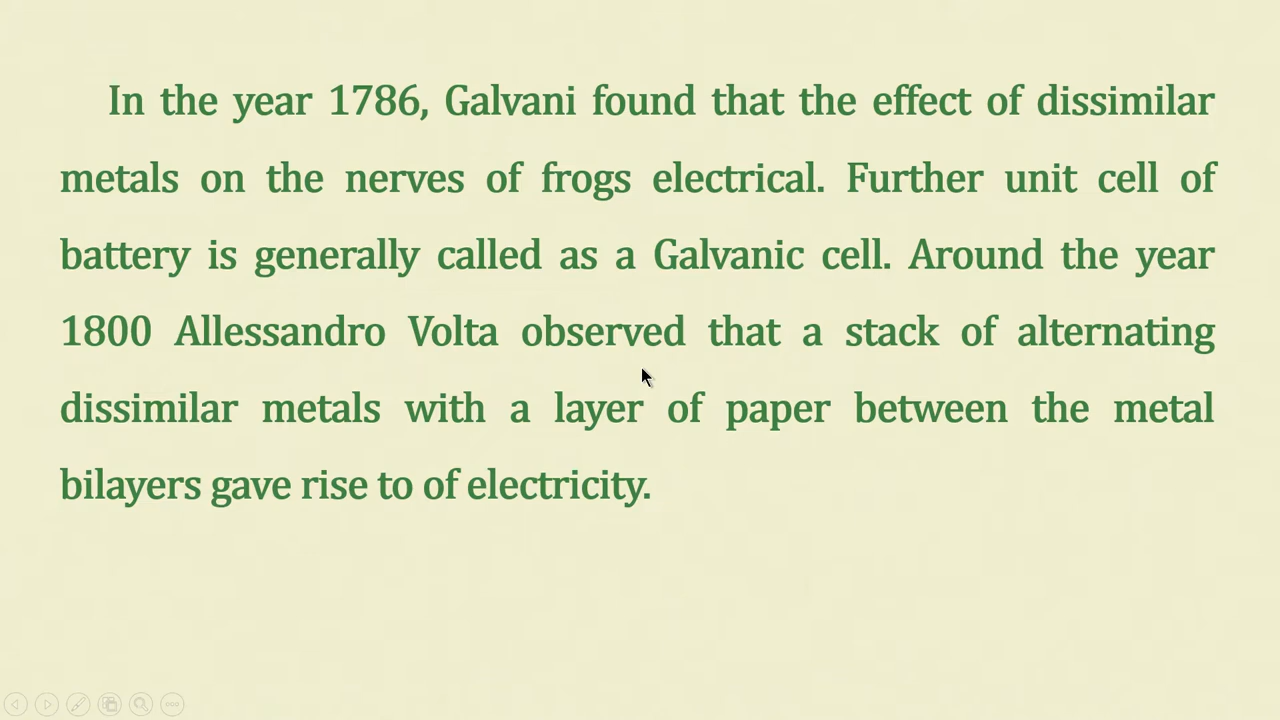 In the year 1786, Galvani found that the effect of dissimilar
metals on the nerves of frogs electrical. Further unit cell of
battery is generally called as a Galvanic cell. Around the year
1800 Allessandro Volta observed that a stack of alternating
dissimilar metals with a layer of paper between the metal
bilayers gave rise to of electricity.